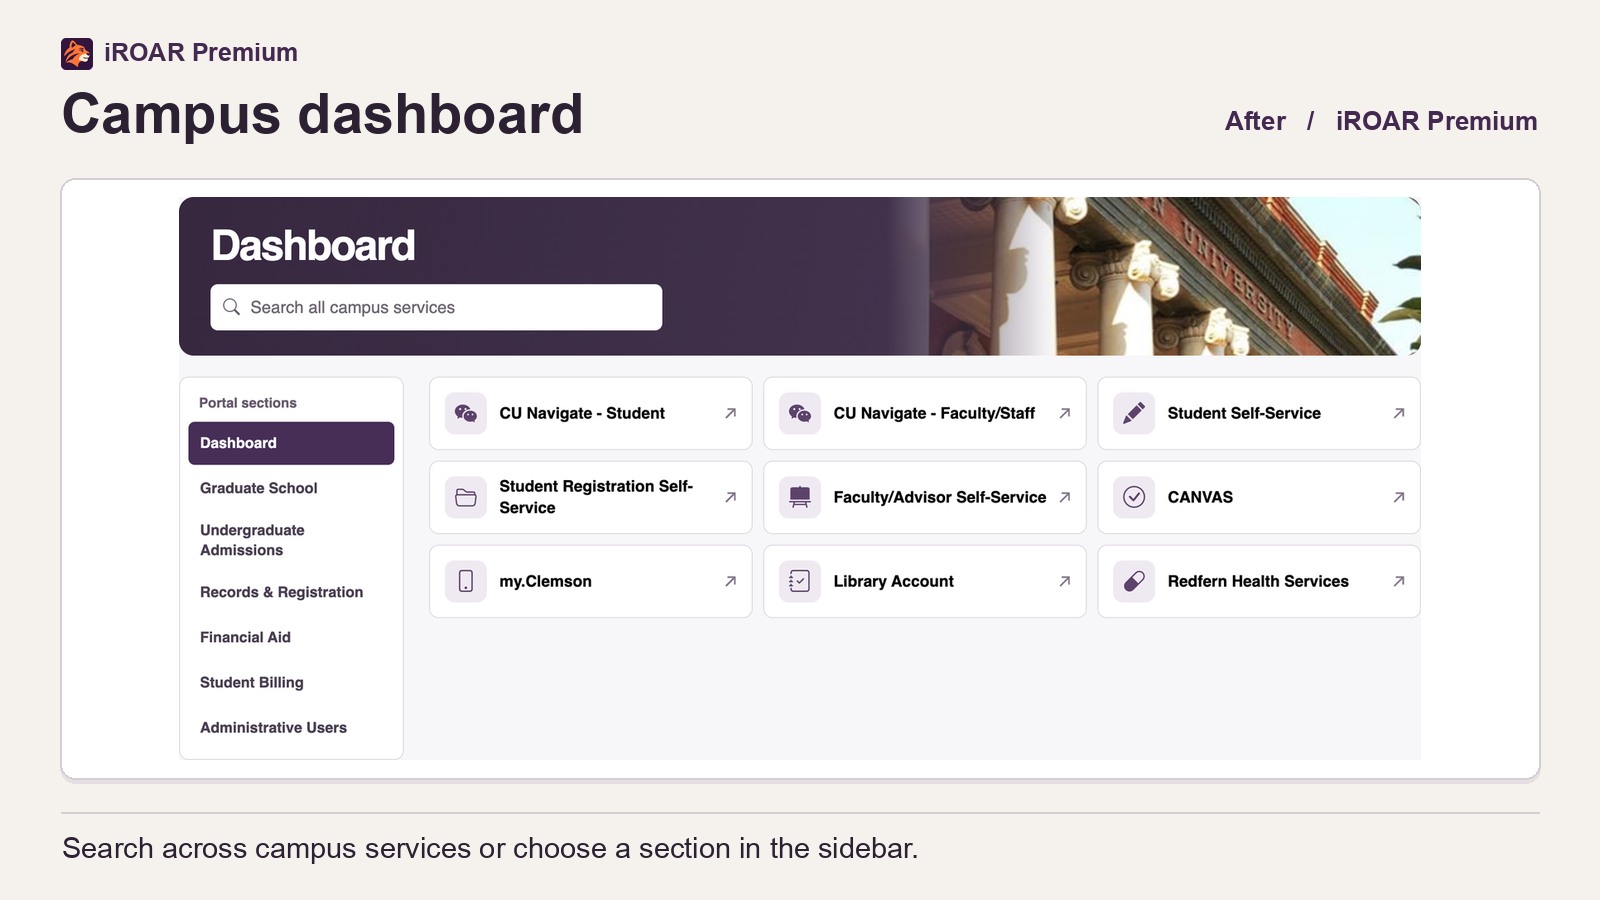 iROAR Premium
Campus dashboard
After / iROAR Premium
Dashboard
Search all campus services
UNIVERSITY
Portal sections
Dashboard
Graduate School
Undergraduate
Admissions
Records & Registration
Financial Aid
Student Billing
Administrative Users
CU Navigate - Student
CU Navigate - Faculty/Staff
Student Self-Service
Student Registration Self-
Service
Faculty/Advisor Self-Service
CANVAS
my.Clemson
Library Account
Redfern Health Services
Search across campus services or choose a section in the sidebar.